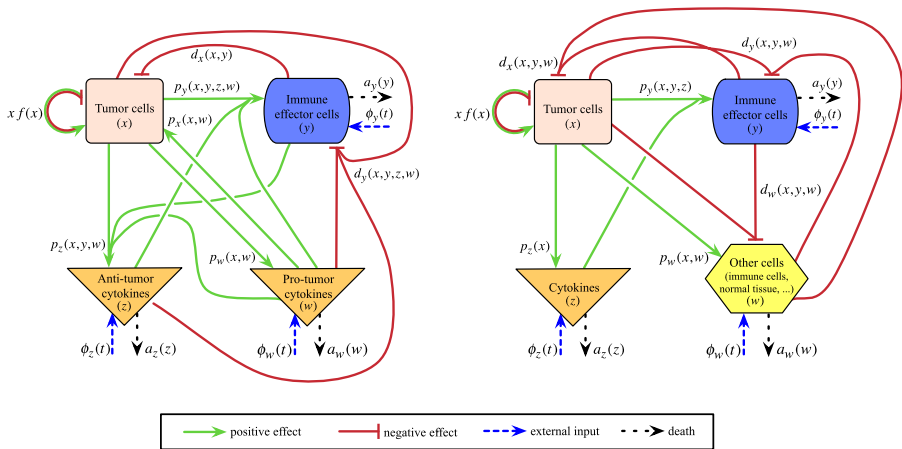 d_x(x,y)
x f(x)
Tumor cells
(x)
p_y(x,y,z,w)
p_x(x,w)
Immune
effector cells
(y)
a_y(y)
ϕ_y(t)
d_y(x,y,z,w)
p_z(x,y,w)
p_w(x,w)
Anti-tumor
cytokines
(z)
Pro-tumor
cytokines
(w)
ϕ_z(t)
a_z(z)
ϕ_w(t)
a_w(w)
d_x(x,y,w)
d_y(x,y,w)
x f(x)
Tumor cells
(x)
p_y(x,y,z)
Immune
effector cells
(y)
a_y(y)
ϕ_y(t)
d_w(x,y,w)
p_z(x)
p_w(x,w)
Cytokines
(z)
Other cells
(immune cells,
normal tissue, ...)
(w)
ϕ_z(t)
a_z(z)
ϕ_w(t)
a_w(w)
positive effect
negative effect
external input
death